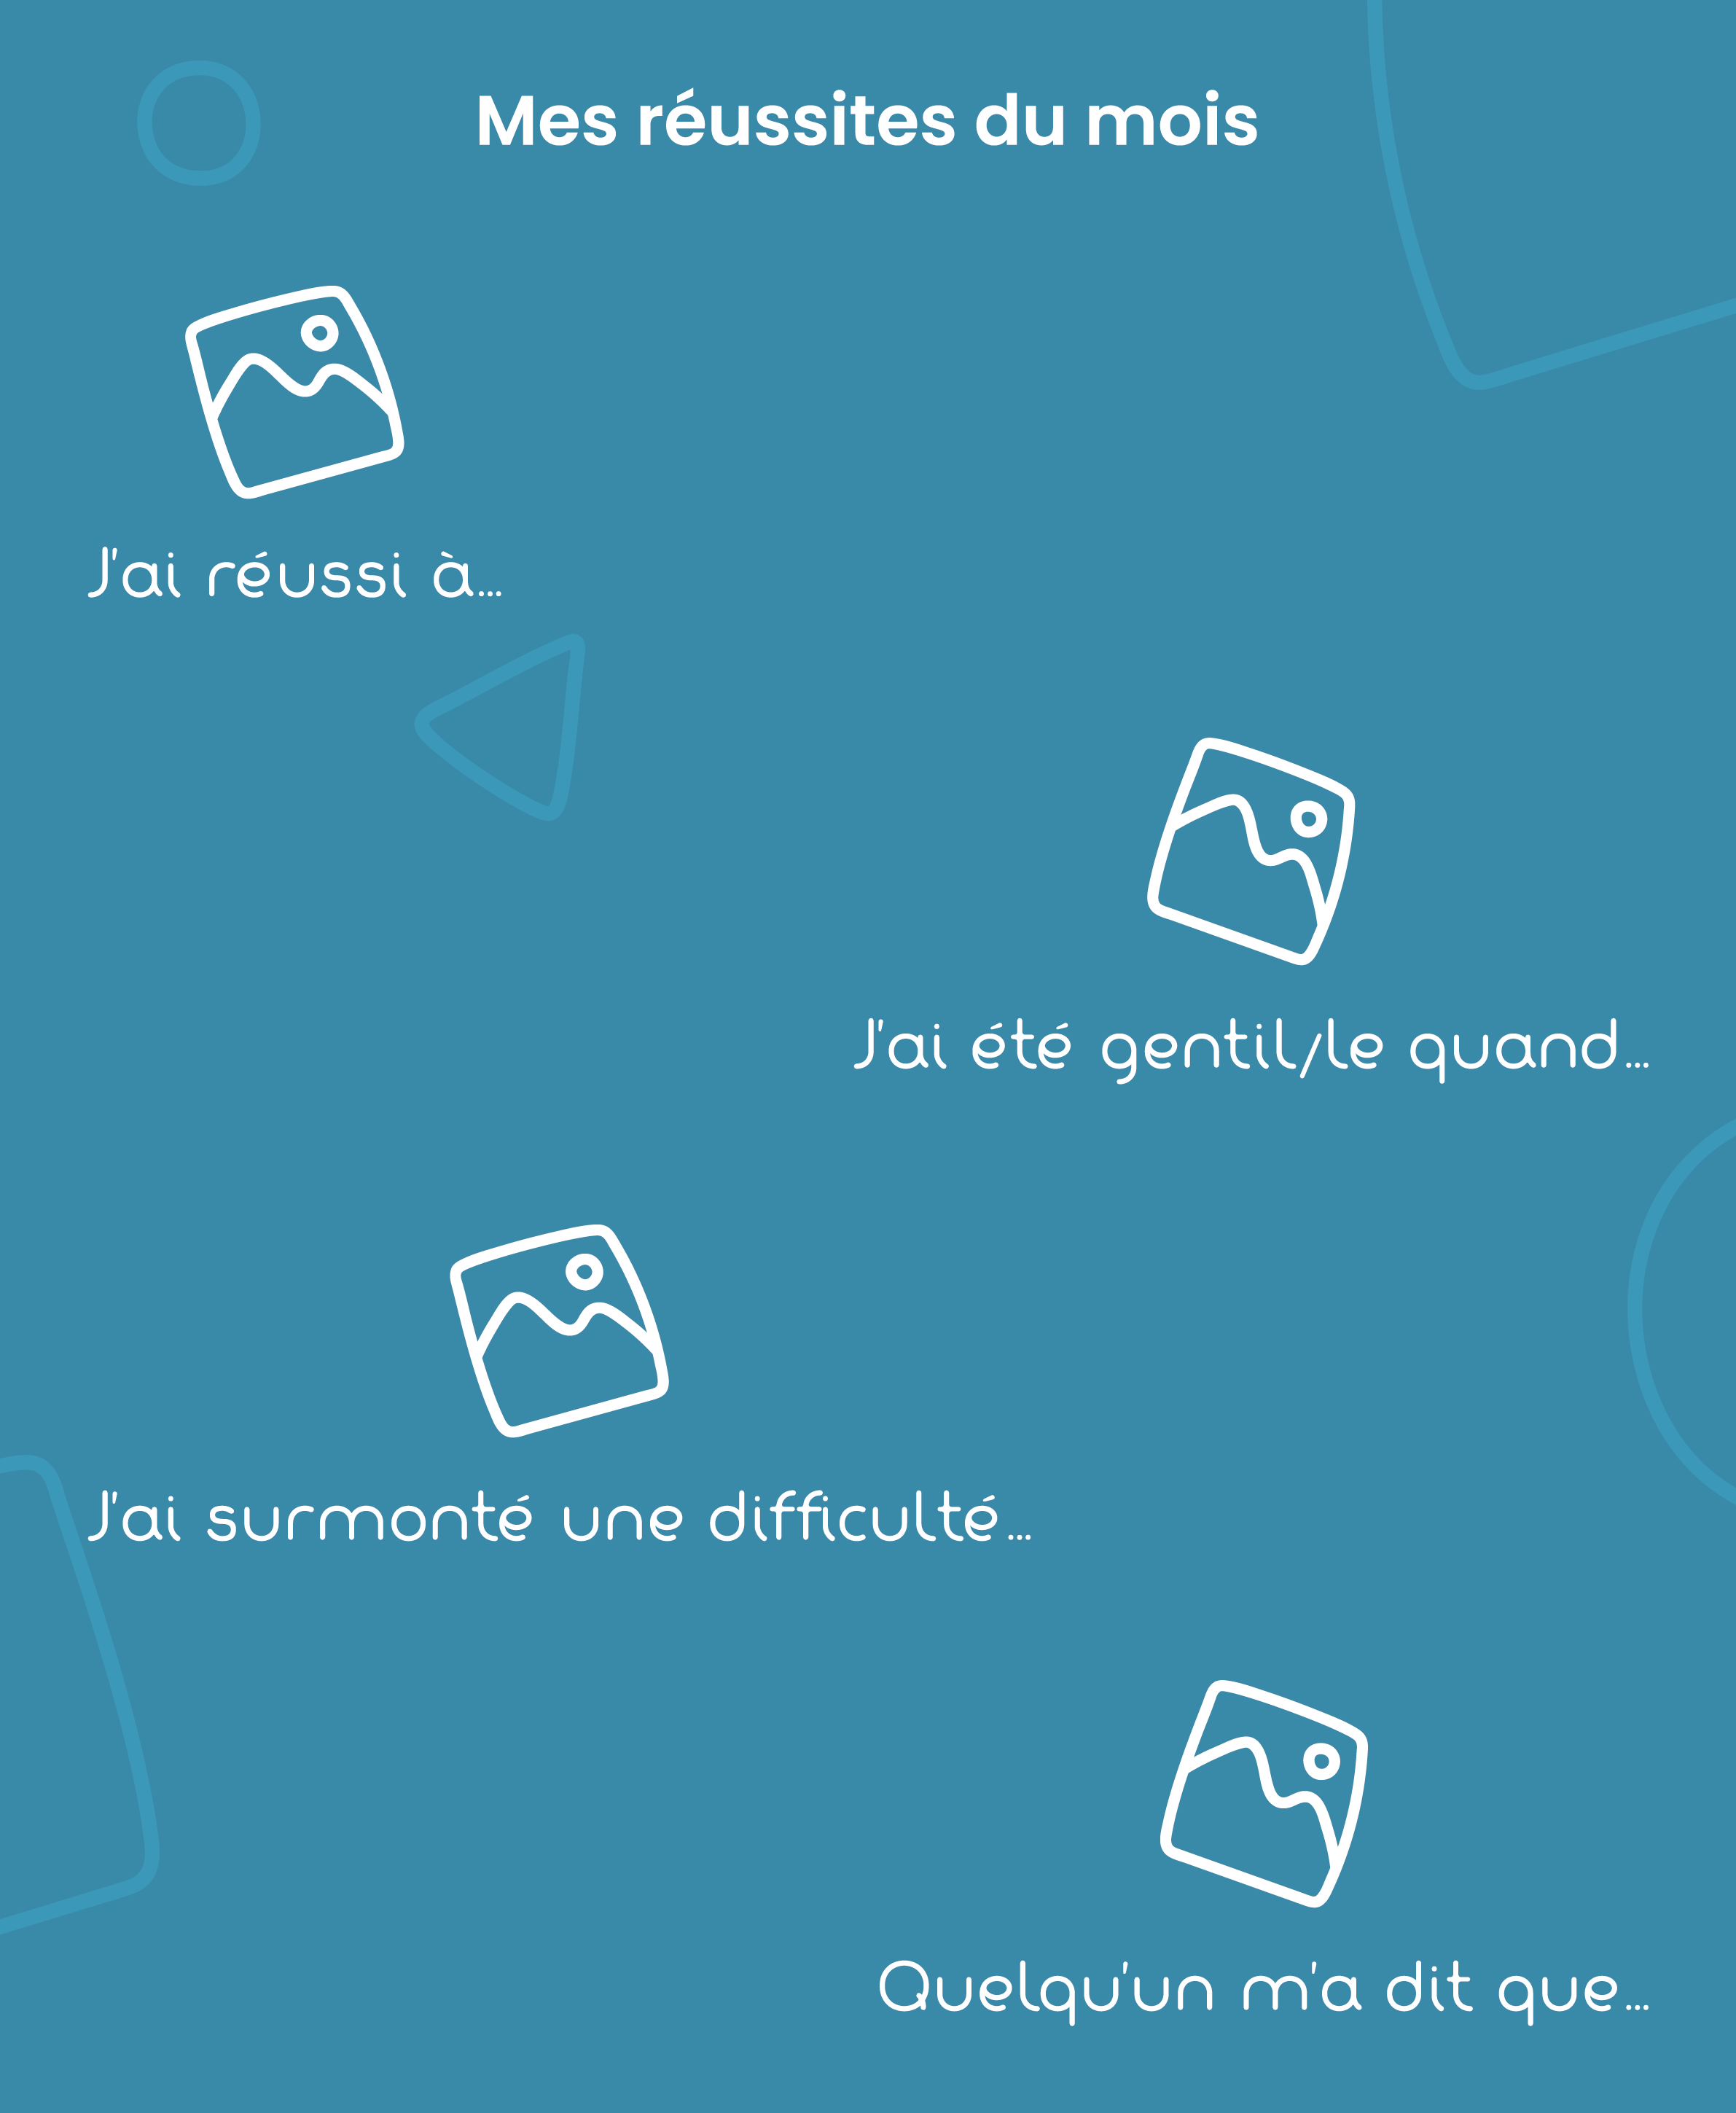 Mes réussites du mois
J'ai réussi à...
J'ai été gentil/le quand...
J'ai surmonté une difficulté...
Quelqu'un m'a dit que...